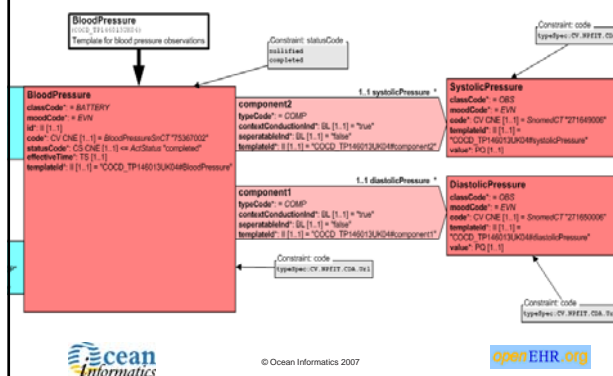 BloodPressure
Template for blood pressure observations
Constraint: statusCode
nullified
completed
Constraint: code
typeSpec:CV.NPFIT.CDA
BloodPressure
classCode*: = BATTERY
moodCode*: = EVN
id*: II [1..1]
code*: CV CNE [1..1] = BloodPressureSnCT "75367002"
statusCode*: CS CNE [1..1] <= ActStatus "completed"
effectiveTime*: TS [1..1]
templateId*: II [1..1] = "COCD_TP146013UK04#BloodPressure"
1..1 systolicPressure *
component2
typeCode*: = COMP
contextConductionInd*: BL [1..1] = "true"
seperatableInd*: BL [1..1] = "false"
templateId*: II [1..1] = "COCD_TP146013UK04#component2"
SystolicPressure
classCode*: = OBS
moodCode*: = EVN
code*: CV CNE [1..1] = SnomedCT "271649006"
templateId*: II [1..1] =
"COCD_TP146013UK04#systolicPressure"
value*: PQ [1..1]
1..1 diastolicPressure *
component1
typeCode*: = COMP
contextConductionInd*: BL [1..1] = "true"
seperatableInd*: BL [1..1] = "false"
templateId*: II [1..1] = "COCD_TP146013UK04#component1"
DiastolicPressure
classCode*: = OBS
moodCode*: = EVN
code*: CV CNE [1..1] = SnomedCT "271650006"
templateId*: II [1..1] =
"COCD_TP146013UK04#diastolicPressure"
value*: PQ [1..1]
Constraint: code
typeSpec:CV.NPFIT.CDA.Url
Constraint: code
typeSpec:CV.NPFIT.CDA.U
Ocean
Informatics
© Ocean Informatics 2007
openEHR.org